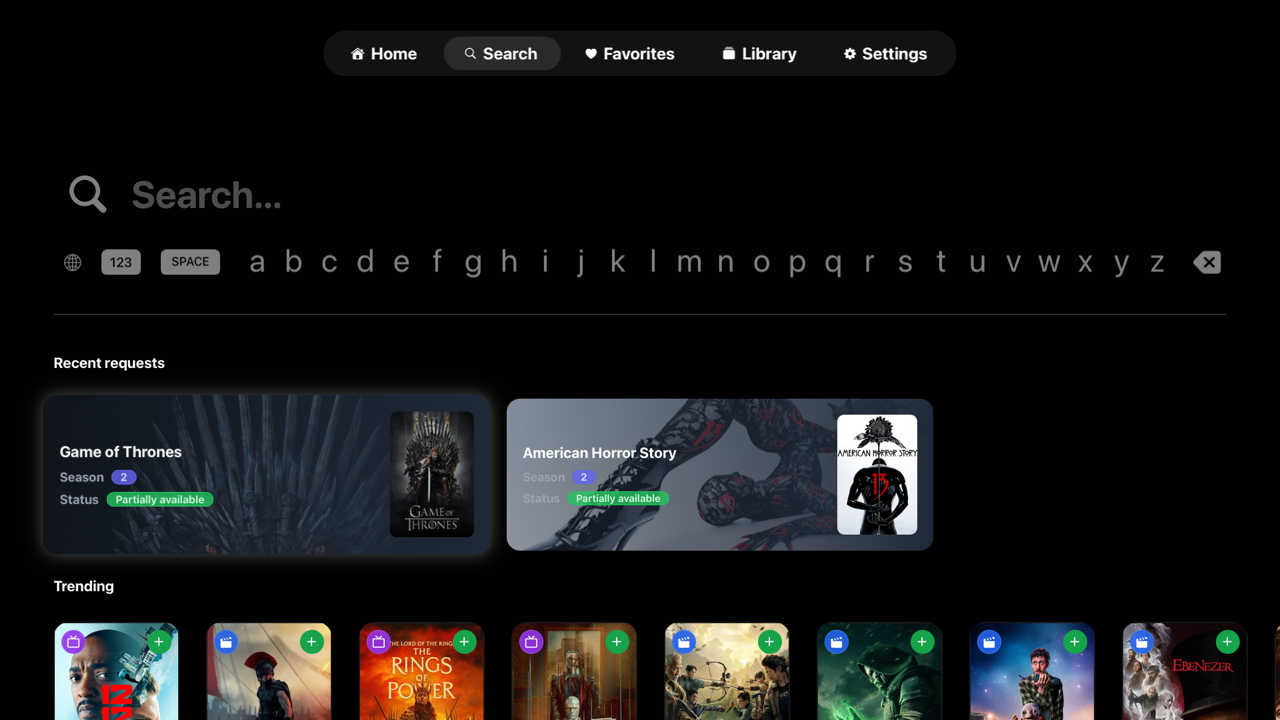 Home Search Favorites Library Settings
Search...
123 SPACE a b c d e f g h i j k l m n o p q r s t u v w x y z
Recent requests
Game of Thrones
Season 2
Status Partially available
GAME OF
THRONES
American Horror Story
Season 2
Status Partially available
AMERICAN HORROR STORY
13
Trending
THE LORD OF THE RINGS
THE
RINGS
OF
POWER
EBENEZER